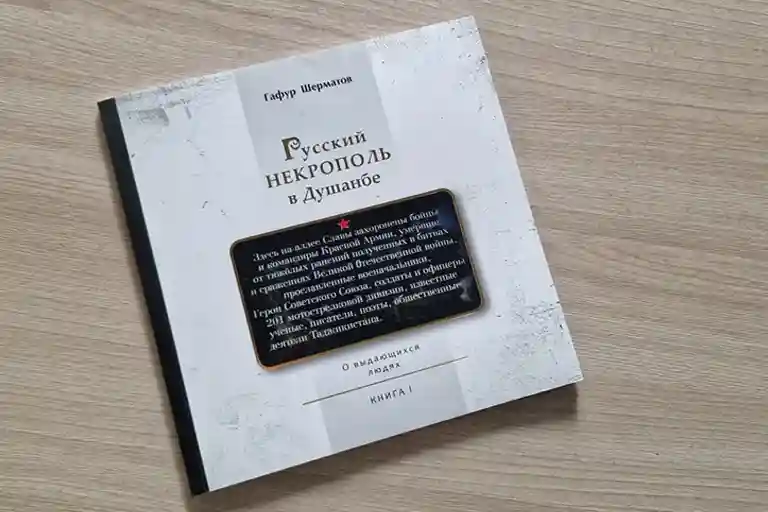 Гафур Шерматов
Русский
НЕКРОПОЛЬ
в Душанбе
Здесь на аллее Славы захоронены бойцы
и командиры Красной Армии, умершие
от тяжёлых ранений полученных в битвах
и сражениях Великой Отечественной войны,
прославленные военачальники,
Герои Советского Союза, солдаты и офицеры
201 мотострелковой дивизии, известные
учёные, писатели, поэты, общественные
деятели Таджикистана.
О выдающихся
людях
КНИГА I